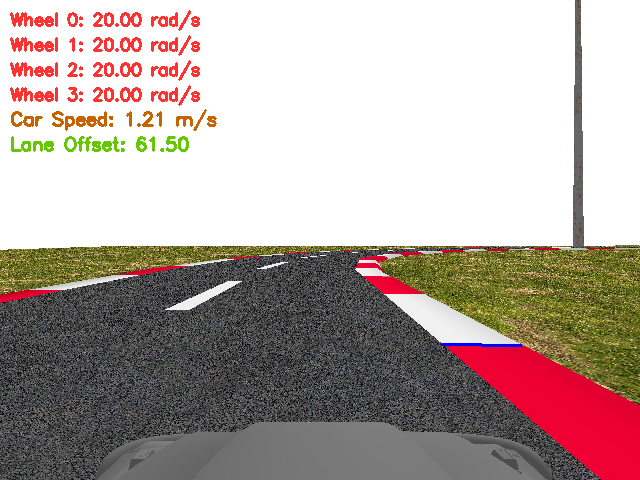 Wheel 0: 20.00 rad/s
Wheel 1: 20.00 rad/s
Wheel 2: 20.00 rad/s
Wheel 3: 20.00 rad/s
Car Speed: 1.21 m/s
Lane Offset: 61.50